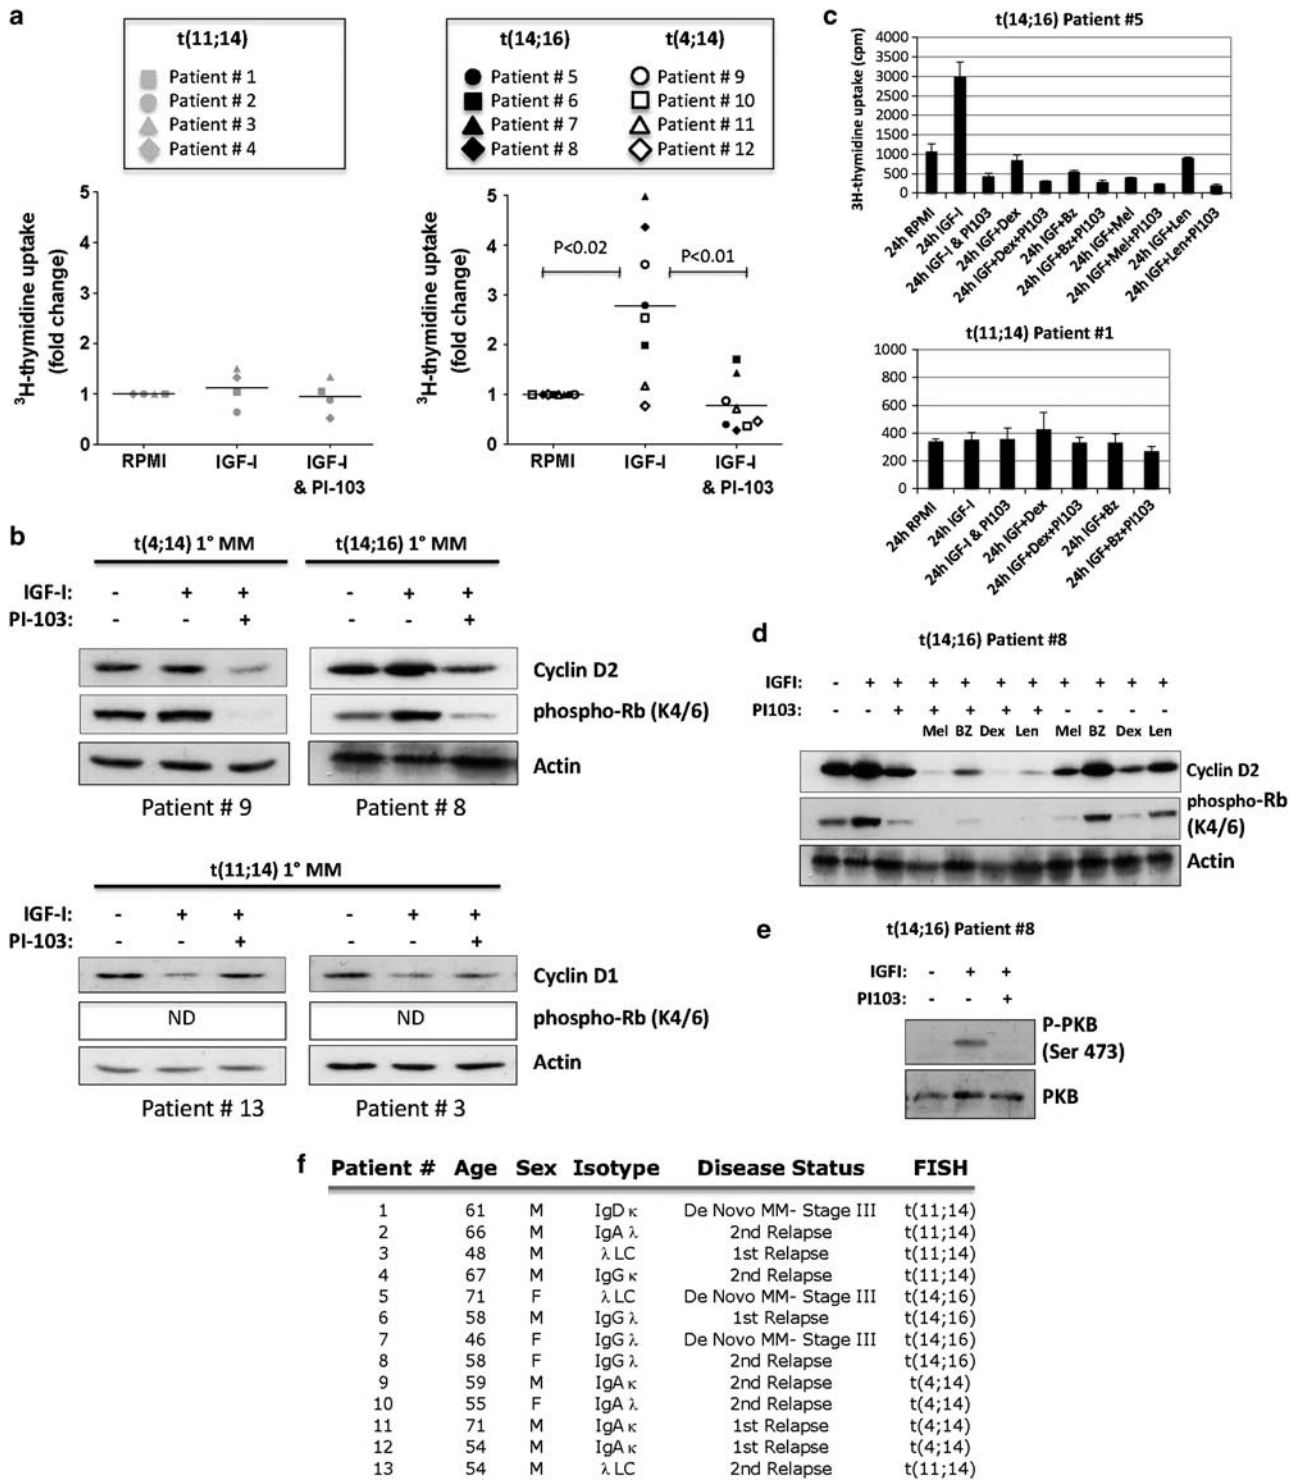 a
t(11;14)
Patient # 1
Patient # 2
Patient # 3
Patient # 4
t(14;16) t(4;14)
Patient # 5 Patient # 9
Patient # 6 Patient # 10
Patient # 7 Patient # 11
Patient # 8 Patient # 12
³H-thymidine uptake
(fold change)
5
4
3
2
1
0
RPMI IGF-I IGF-I
& PI-103
³H-thymidine uptake
(fold change)
5
4
3
2
1
0
P<0.02
P<0.01
RPMI IGF-I IGF-I
& PI-103
c
t(14;16) Patient #5
3H-thymidine uptake (cpm)
4000
3500
3000
2500
2000
1500
1000
500
0
24h RPMI
24h IGF-I
24h IGF-I & PI103
24h IGF+Dex
24h IGF+Dex+PI103
24h IGF+Bz
24h IGF+Bz+PI103
24h IGF+Mel
24h IGF+Mel+PI103
24h IGF+Len
24h IGF+Len+PI103
t(11;14) Patient #1
1000
800
600
400
200
0
24h RPMI
24h IGF-I
24h IGF-I & PI103
24h IGF+Dex
24h IGF+Dex+PI103
24h IGF+Bz
24h IGF+Bz+PI103
b
t(4;14) 1° MM t(14;16) 1° MM
IGF-I: - + + - + +
PI-103: - - + - - +
Cyclin D2
phospho-Rb (K4/6)
Actin
Patient # 9 Patient # 8
t(11;14) 1° MM
IGF-I: - + + - + +
PI-103: - - + - - +
Cyclin D1
ND ND phospho-Rb (K4/6)
Actin
Patient # 13 Patient # 3
d
t(14;16) Patient #8
IGFI: - + + + + + + + + + +
PI103: - - + + + + + - - - -
Mel BZ Dex Len Mel BZ Dex Len
Cyclin D2
phospho-Rb
(K4/6)
Actin
e
t(14;16) Patient #8
IGFI: - + +
PI103: - - +
P-PKB
(Ser 473)
PKB
f
Patient # Age Sex Isotype Disease Status FISH
1 61 M IgD κ De Novo MM- Stage III t(11;14)
2 66 M IgA λ 2nd Relapse t(11;14)
3 48 M λ LC 1st Relapse t(11;14)
4 67 M IgG κ 2nd Relapse t(11;14)
5 71 F λ LC De Novo MM- Stage III t(14;16)
6 58 M IgG λ 1st Relapse t(14;16)
7 46 F IgG λ De Novo MM- Stage III t(14;16)
8 58 F IgG λ 2nd Relapse t(14;16)
9 59 M IgA κ 2nd Relapse t(4;14)
10 55 F IgA λ 2nd Relapse t(4;14)
11 71 M IgA κ 1st Relapse t(4;14)
12 54 M IgA κ 1st Relapse t(4;14)
13 54 M λ LC 2nd Relapse t(11;14)